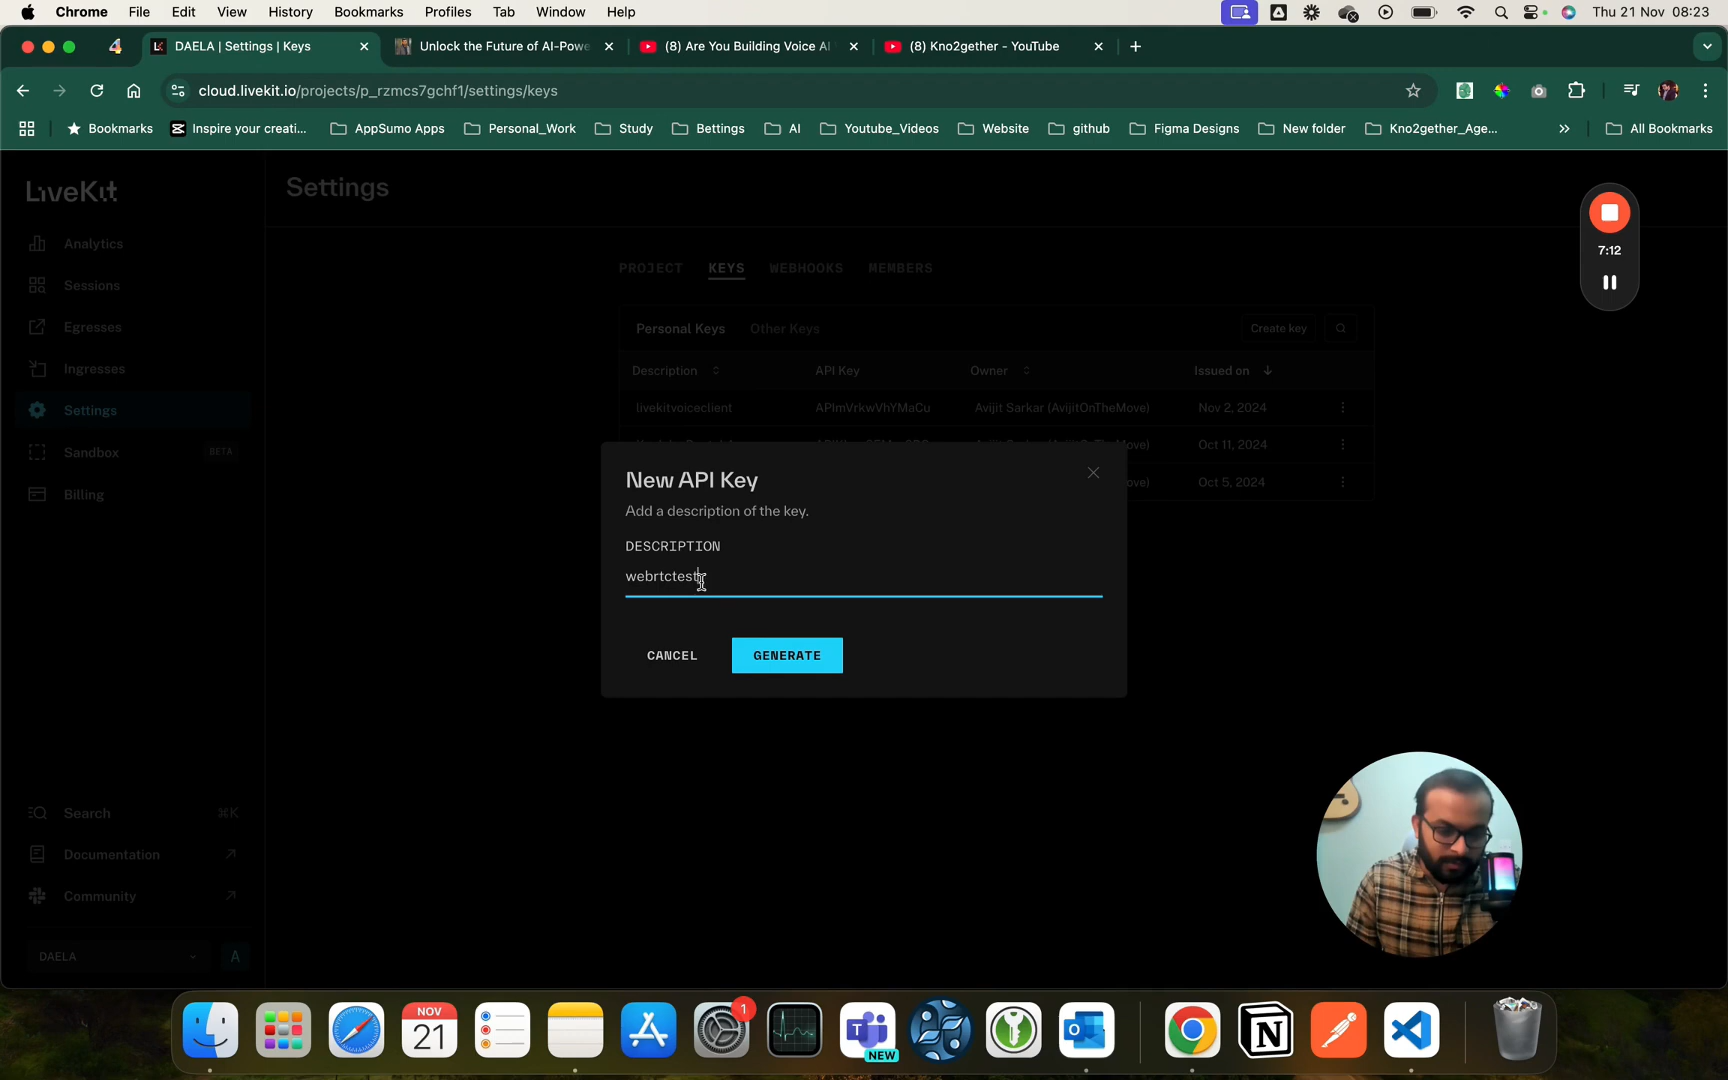 Chrome File Edit View History Bookmarks Profiles Tab Window Help Thu 21 Nov 08:23
4 DAELA | Settings | Keys Unlock the Future of AI-Powe (8) Are You Building Voice AI (8) Kno2gether - YouTube
cloud.livekit.io/projects/p_rzmcs7gchf1/settings/keys
Bookmarks Inspire your creati... AppSumo Apps Personal_Work Study Bettings AI Youtube_Videos Website github Figma Designs New folder Kno2gether_Age... All Bookmarks
LiveKit
Settings
7:12
Analytics
Sessions
Egresses
Ingresses
Settings
Sandbox BETA
Billing
PROJECT KEYS WEBHOOKS MEMBERS
Personal Keys Other Keys Create key
Description API Key Owner Issued on
livekitvoiceclient APImVrkwVhYMaCu Avijit Sarkar (AvijitOnTheMove) Nov 2, 2024
Oct 11, 2024
Oct 5, 2024
New API Key
Add a description of the key.
DESCRIPTION
webrtctest
CANCEL GENERATE
Search ⌘K
Documentation
Community
DAELA A
NOV
21
1
NEW